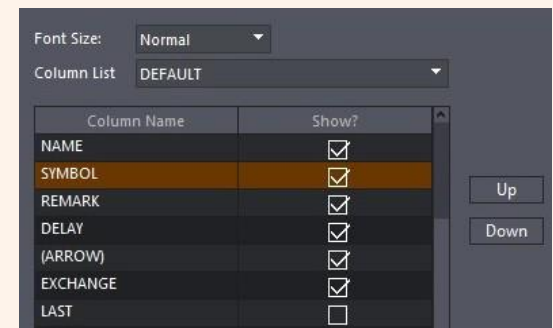 Font Size: Normal
Column List DEFAULT
Column Name Show?
NAME
SYMBOL
REMARK
DELAY
(ARROW)
EXCHANGE
LAST
Up
Down